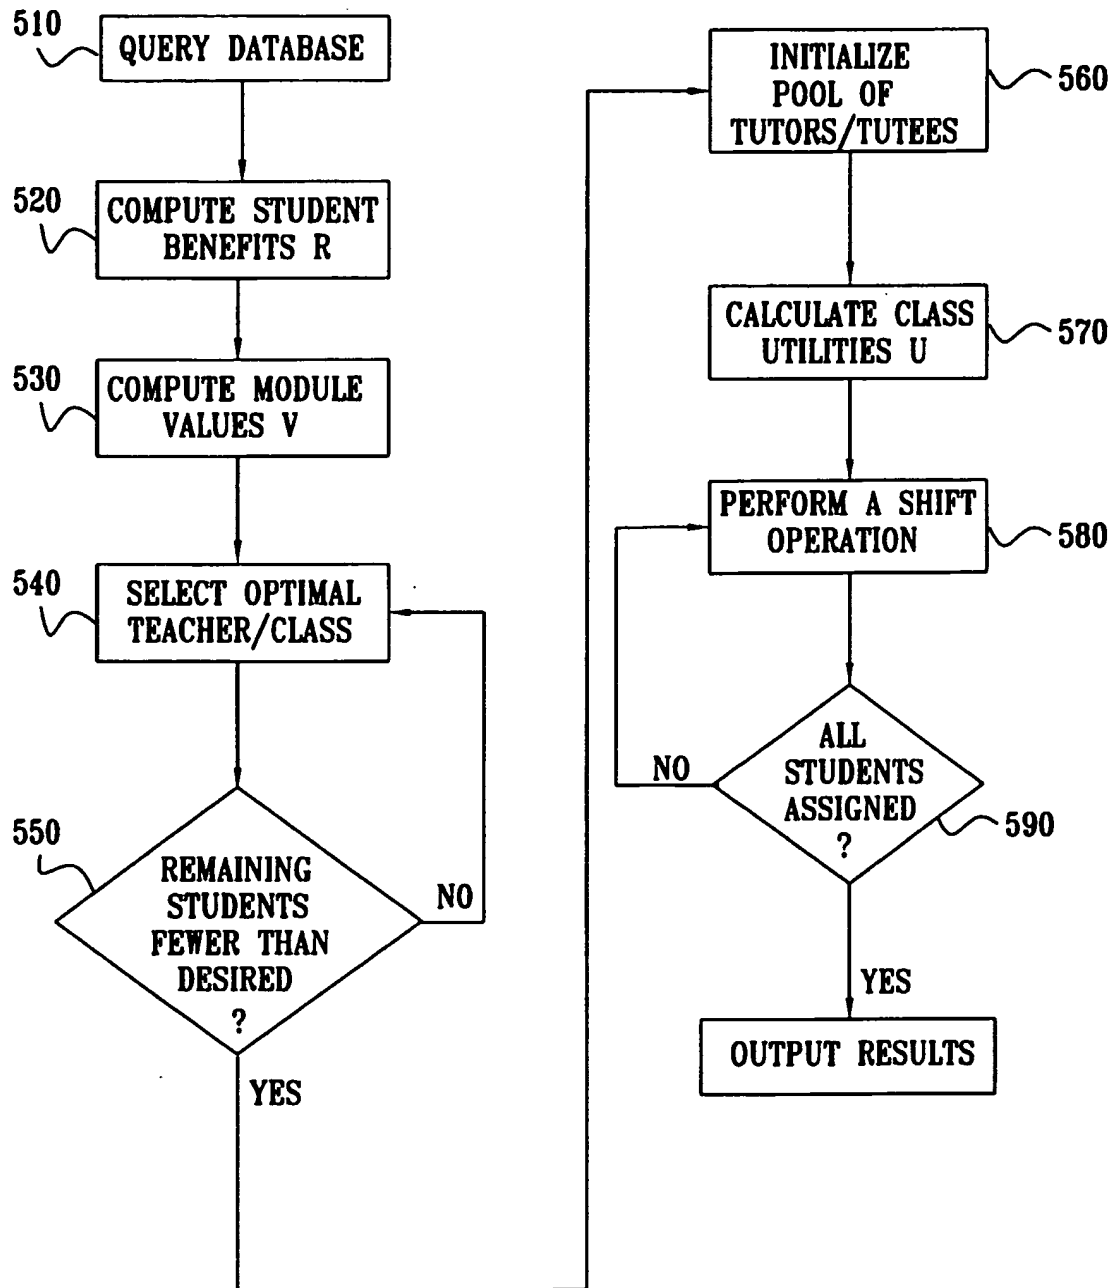 510
QUERY DATABASE
520
COMPUTE STUDENT
BENEFITS R
530
COMPUTE MODULE
VALUES V
540
SELECT OPTIMAL
TEACHER/CLASS
550
REMAINING
STUDENTS
FEWER THAN
DESIRED
?
NO
YES
INITIALIZE
POOL OF
TUTORS/TUTEES
560
CALCULATE CLASS
UTILITIES U
570
PERFORM A SHIFT
OPERATION
580
ALL
STUDENTS
ASSIGNED
?
590
NO
YES
OUTPUT RESULTS